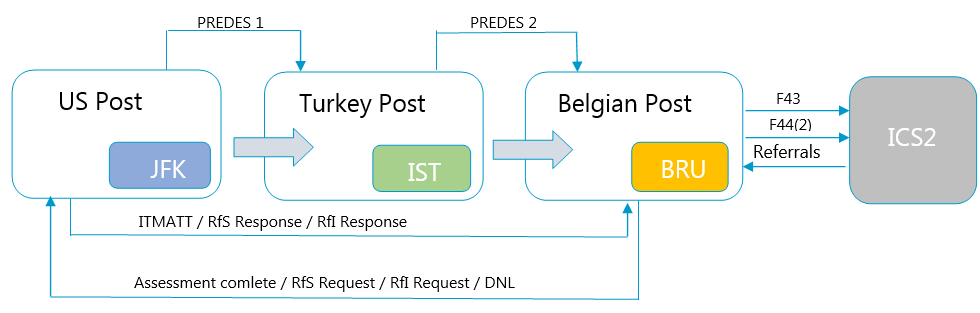 PREDES 1
PREDES 2
US Post
Turkey Post
Belgian Post
F43
F44(2)
ICS2
Referrals
JFK
IST
BRU
ITMATT / RfS Response / RfI Response
Assessment comlete / RfS Request / RfI Request / DNL